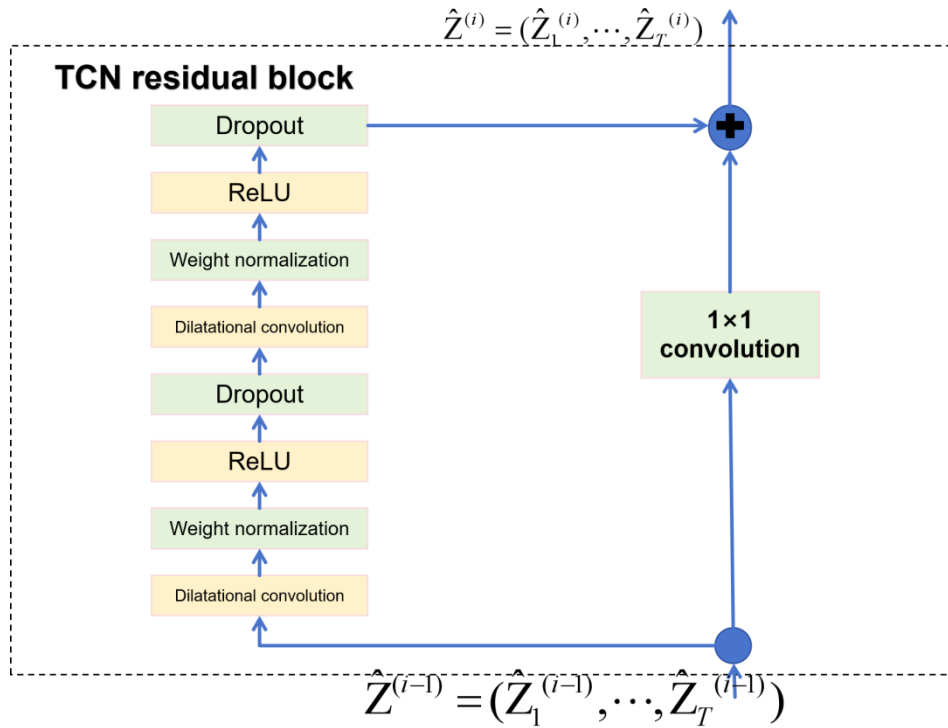 Ẑ^(i) = (Ẑ_1^(i), ⋯, Ẑ_T^(i))
TCN residual block
Dropout
ReLU
Weight normalization
Dilatational convolution
Dropout
ReLU
Weight normalization
Dilatational convolution
1×1
convolution
Ẑ^(i−1) = (Ẑ_1^(i−1), ⋯, Ẑ_T^(i−1))